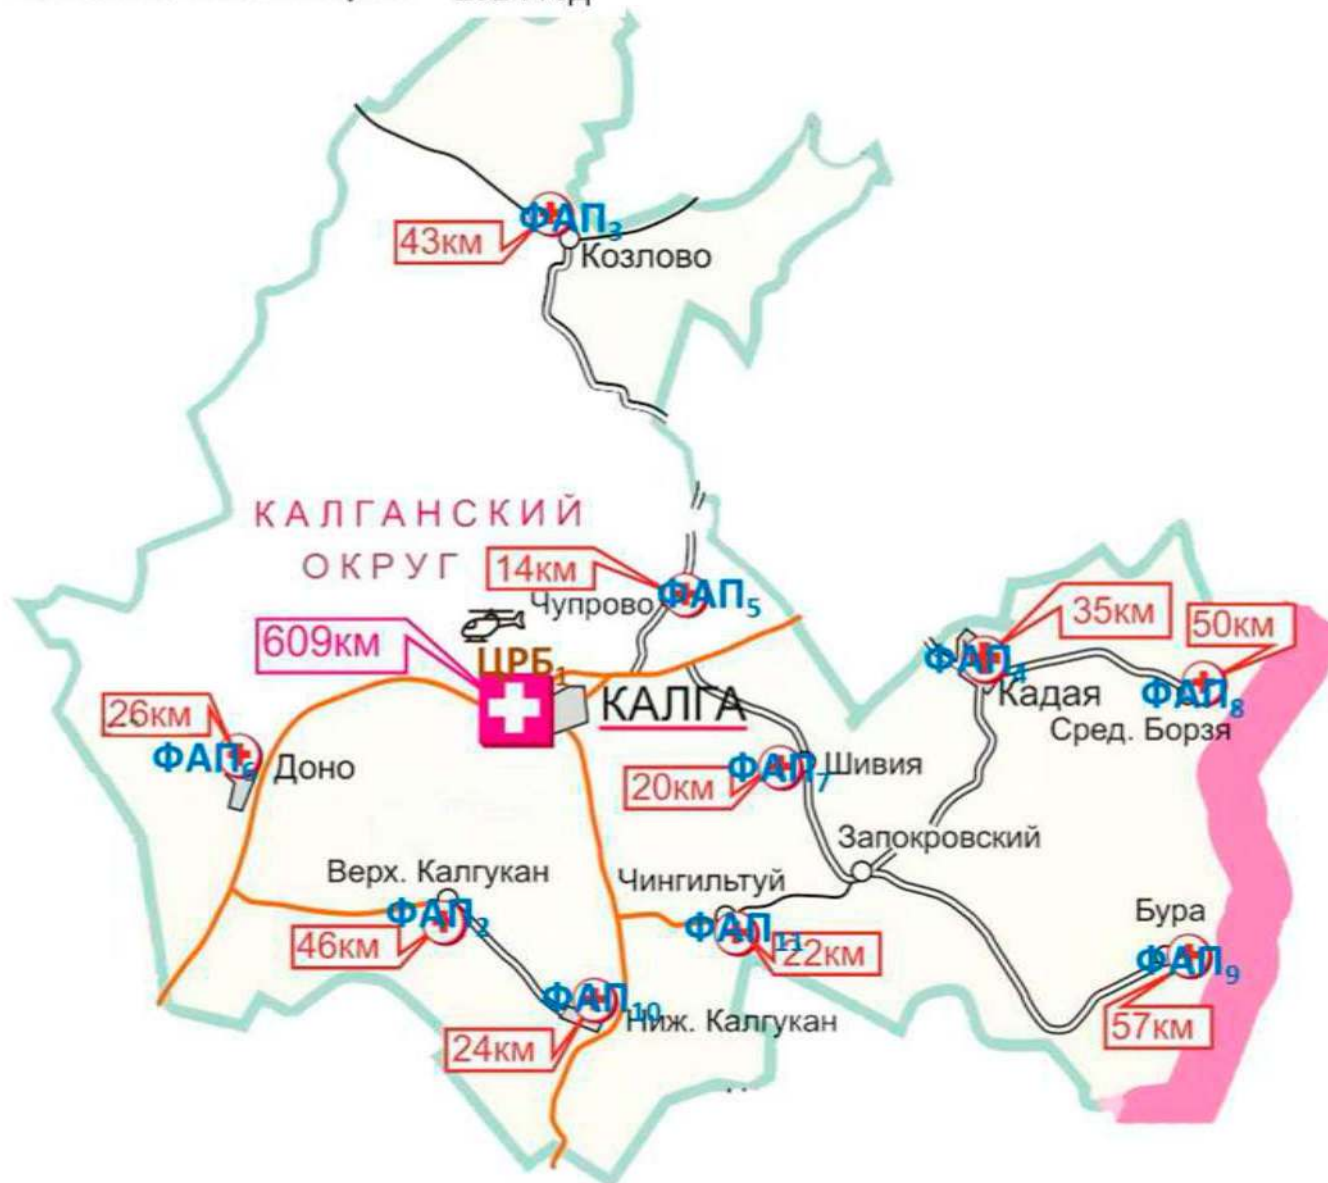 ФАП3
43км
Козлово
КАЛГАНСКИЙ
ОКРУГ
14км
Чупрово
ФАП5
609км
ЦРБ1
КАЛГА
35км
50км
ФАП4
Кадая
ФАП8
Сред. Борзя
26км
ФАП6
Доно
ФАП7
Шивия
20км
Запокровский
Верх. Калгукан
Чингильтуй
ФАП2
46км
ФАП11
22км
Бура
ФАП9
57км
ФАП10
Ниж. Калгукан
24км